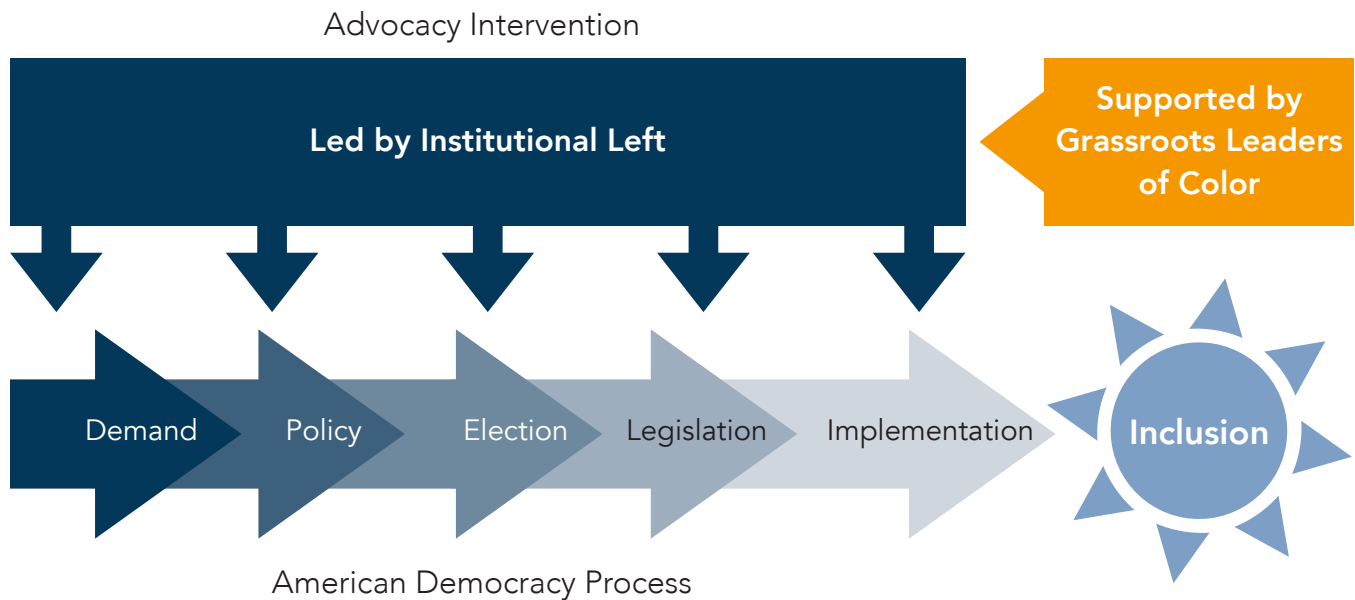 Advocacy Intervention
Led by Institutional Left
Supported by
Grassroots Leaders
of Color
Demand
Policy
Election
Legislation
Implementation
Inclusion
American Democracy Process